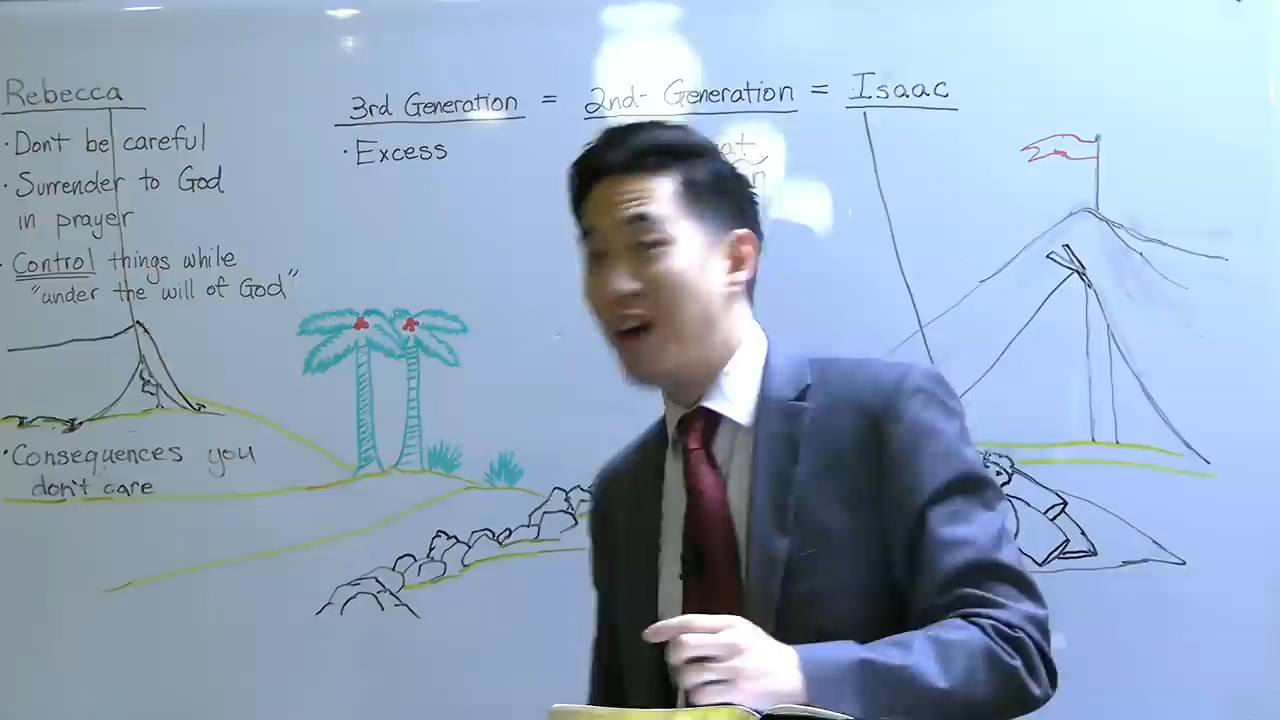 Rebecca
· Don't be careful
· Surrender to God
in prayer
· Control things while
"under the will of God"
· Consequences you
don't care
3rd Generation = 2nd- Generation = Isaac
· Excess